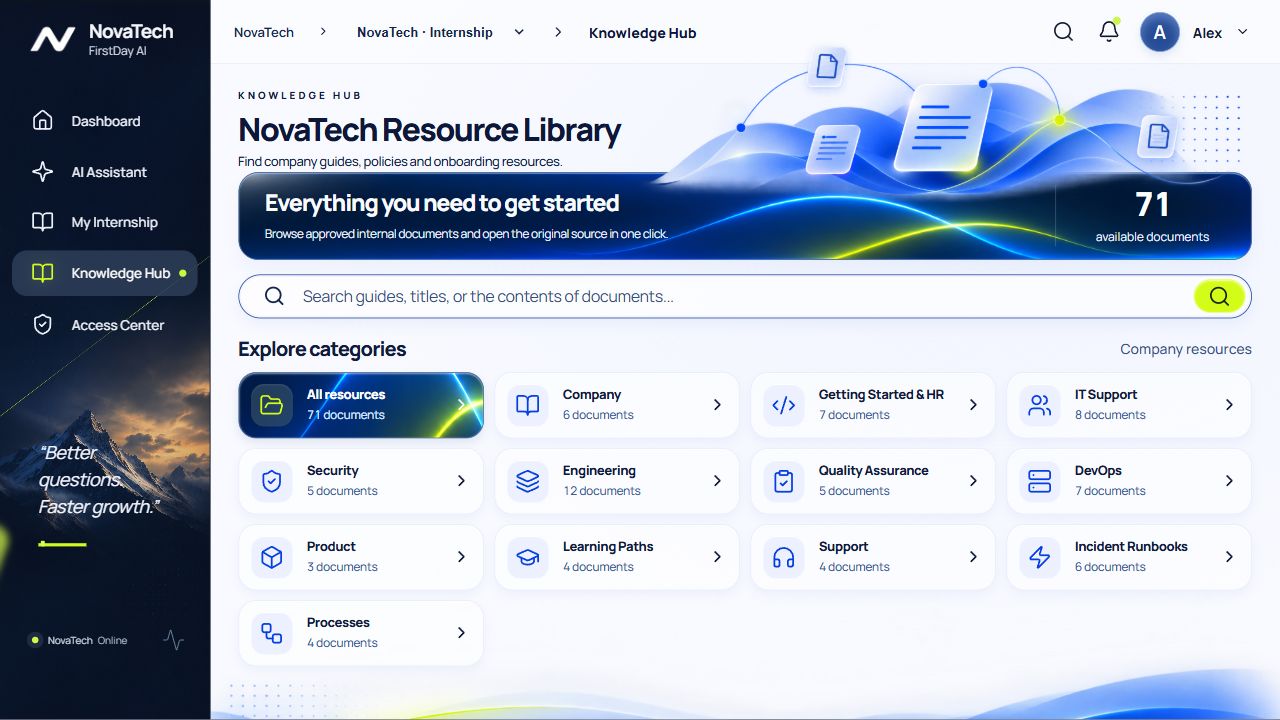 NovaTech
FirstDay AI
Dashboard
AI Assistant
My Internship
Knowledge Hub
Access Center
“Better
questions.
Faster growth.”
NovaTech Online
NovaTech
NovaTech · Internship
Knowledge Hub
A
Alex
KNOWLEDGE HUB
NovaTech Resource Library
Find company guides, policies and onboarding resources.
Everything you need to get started
Browse approved internal documents and open the original source in one click.
71
available documents
Search guides, titles, or the contents of documents...
Explore categories
Company resources
All resources
71 documents
Company
6 documents
Getting Started & HR
7 documents
IT Support
8 documents
Security
5 documents
Engineering
12 documents
Quality Assurance
5 documents
DevOps
7 documents
Product
3 documents
Learning Paths
4 documents
Support
4 documents
Incident Runbooks
6 documents
Processes
4 documents